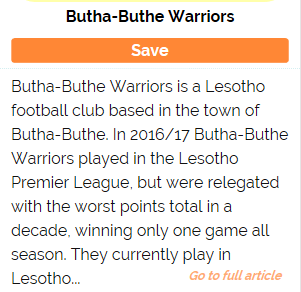 Butha-Buthe Warriors
Save
Butha-Buthe Warriors is a Lesotho
football club based in the town of
Butha-Buthe. In 2016/17 Butha-Buthe
Warriors played in the Lesotho
Premier League, but were relegated
with the worst points total in a
decade, winning only one game all
season. They currently play in
Lesotho...
Go to full article